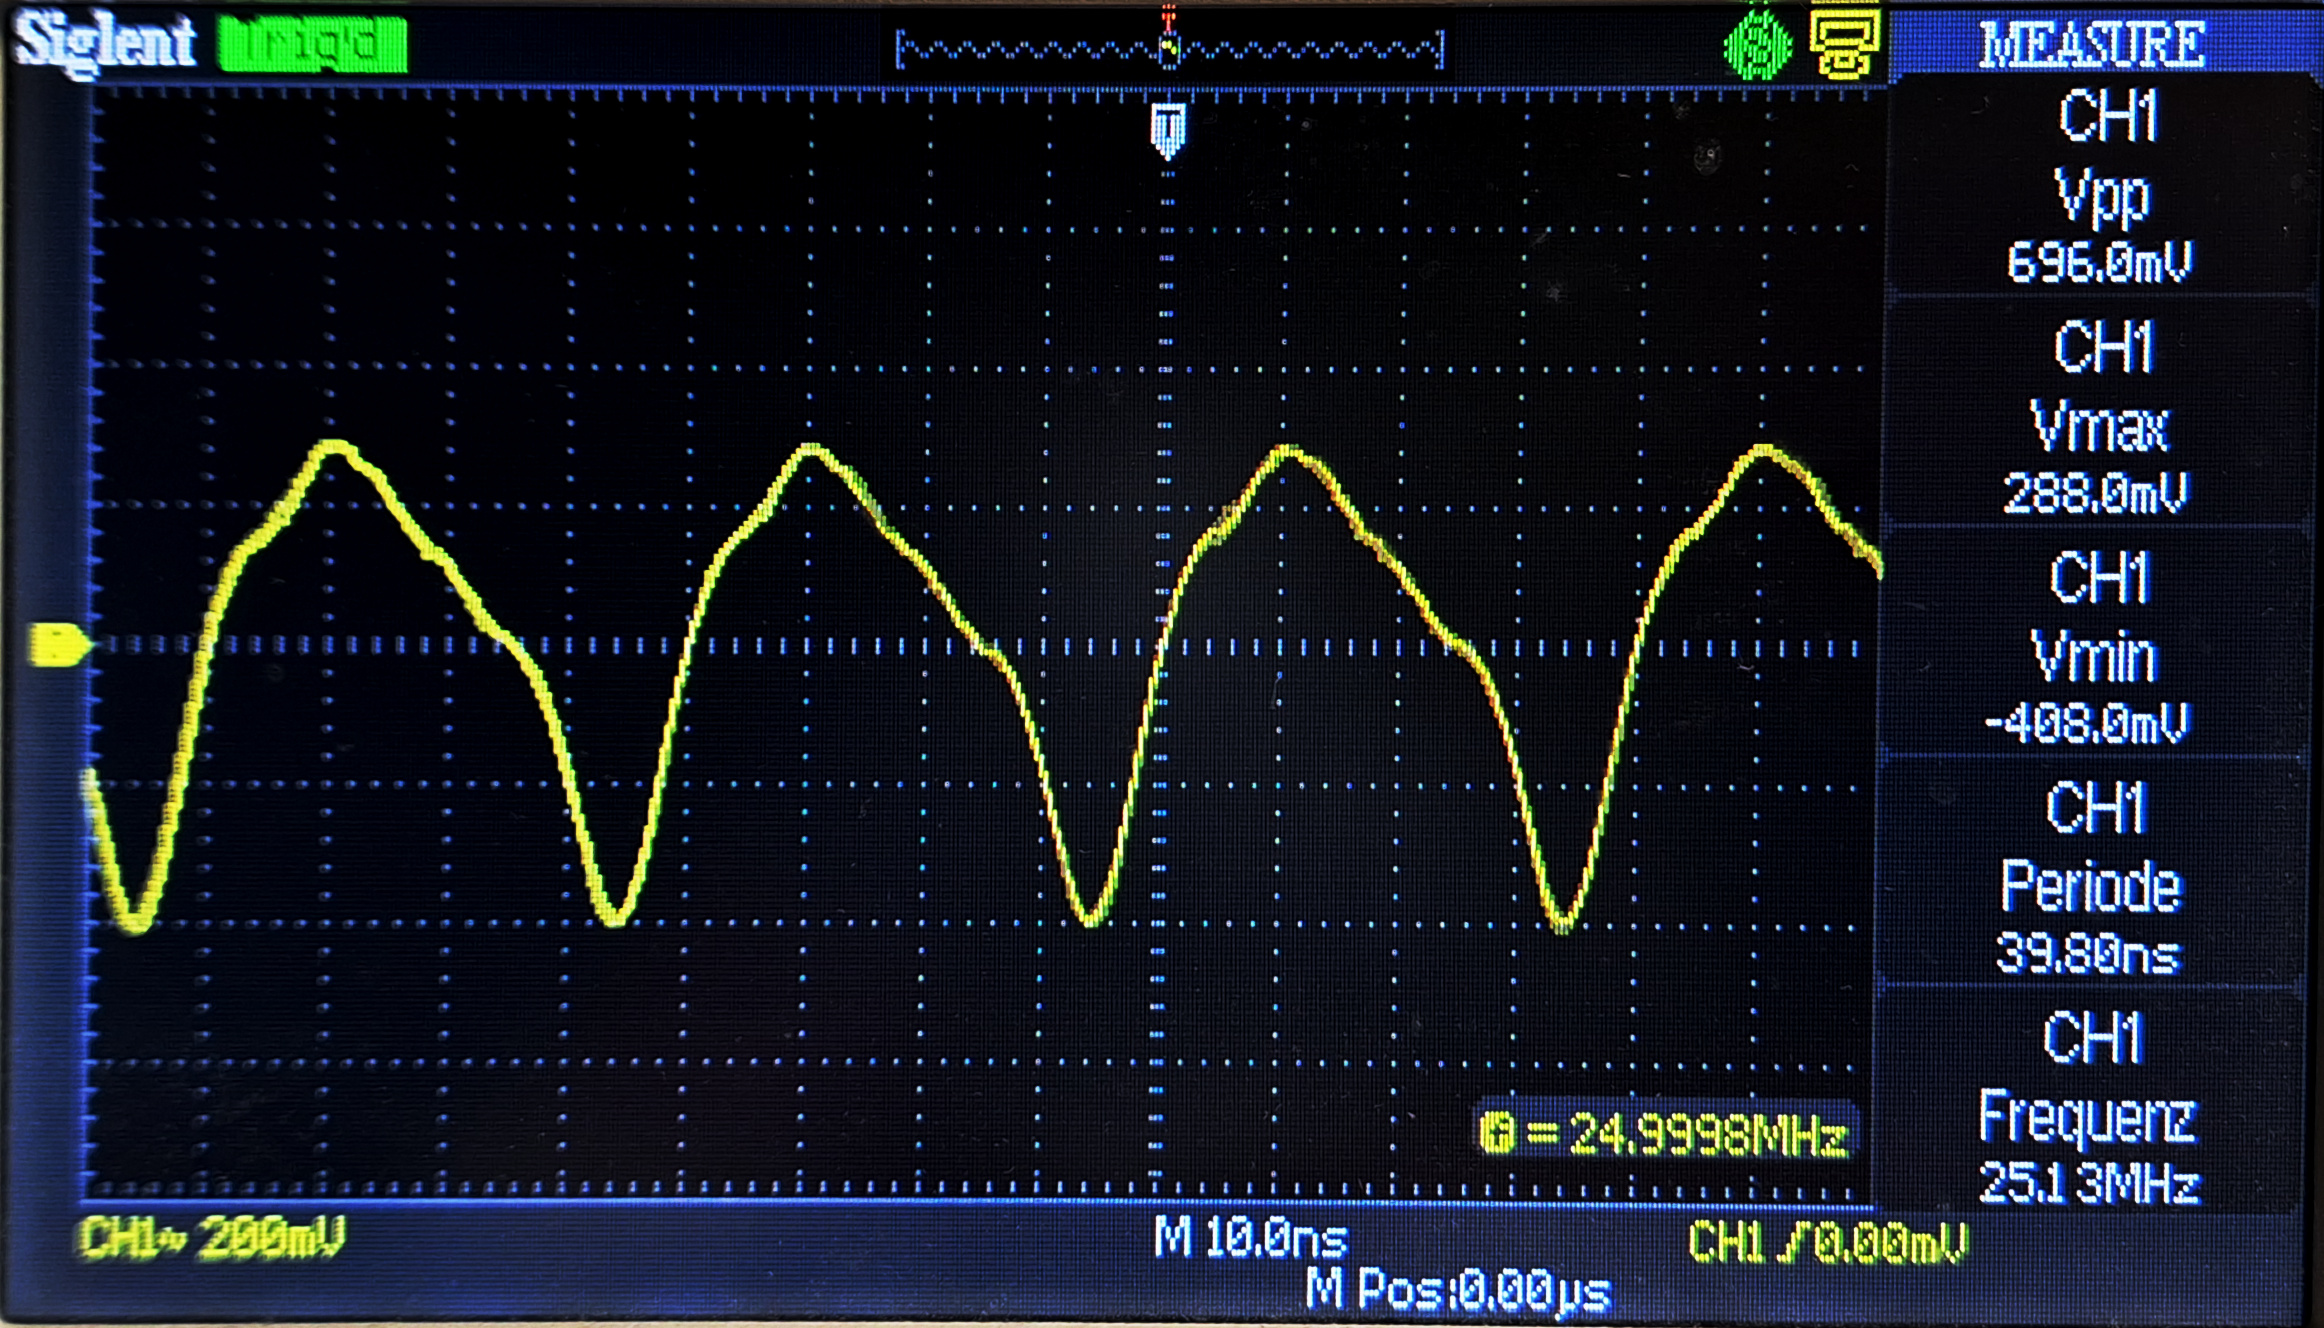 Siglent Trig'd
MEASURE
CH1
Vpp
696.0mV
CH1
Vmax
288.0mV
CH1
Vmin
-408.0mV
CH1
Periode
39.80ns
CH1
Frequenz
25.13MHz
= 24.9998MHz
CH1~ 200mV
M 10.0ns
CH1 0.00mV
M Pos:0.00µs